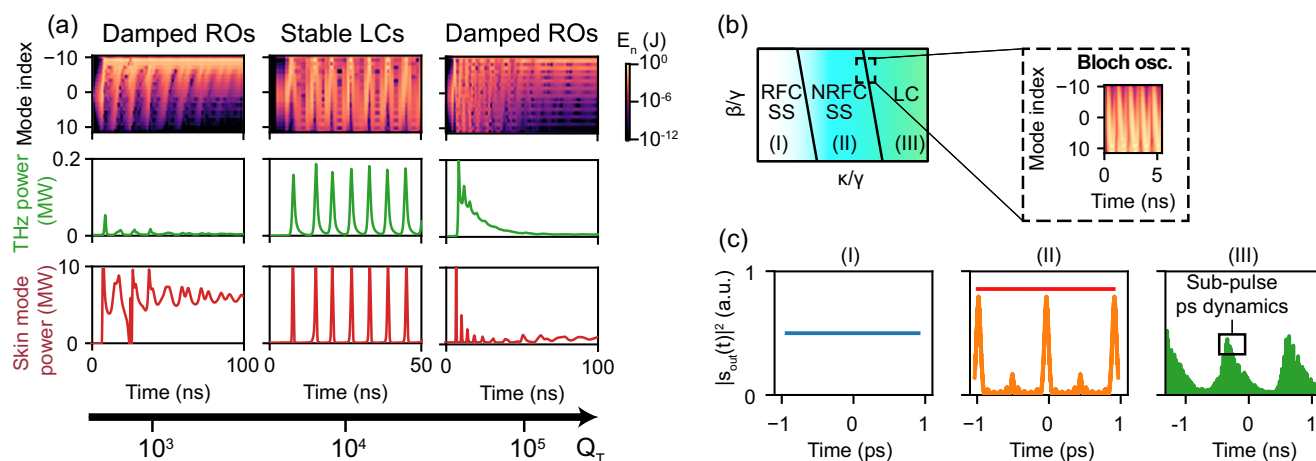 (a)
Damped ROs
Stable LCs
Damped ROs
E_n (J)
10^0
10^-6
10^-12
Mode index
−10
0
10
THz power
(MW)
0.2
0
Skin mode
power (MW)
10
0
0
100
0
50
0
100
Time (ns)
Time (ns)
Time (ns)
10^3
10^4
10^5
Q_T
(b)
β/γ
RFC
SS
(I)
NRFC
SS
(II)
LC
(III)
κ/γ
Bloch osc.
Mode index
−10
0
10
0
5
Time (ns)
(c)
(I)
(II)
(III)
|s_out(t)|² (a.u.)
1
0
Sub-pulse
ps dynamics
−1
0
1
−1
0
1
−1
0
1
Time (ps)
Time (ps)
Time (ns)